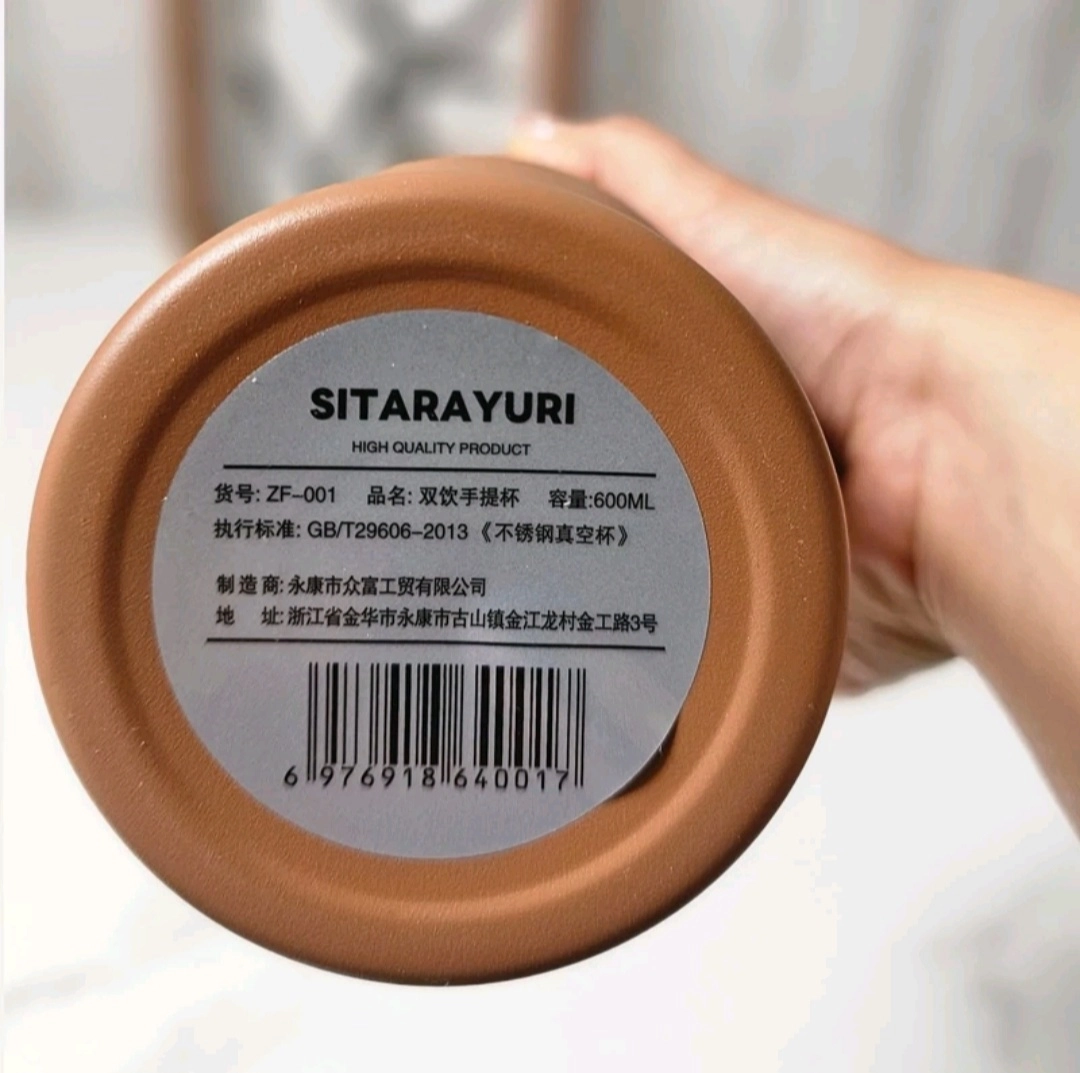 SITARAYURI
HIGH QUALITY PRODUCT
货号: ZF-001 品名: 双饮手提杯 容量:600ML
执行标准: GB/T29606-2013《不锈钢真空杯》
制造商: 永康市众富工贸有限公司
地 址: 浙江省金华市永康市古山镇金江龙村金工路3号
6 976918 640017